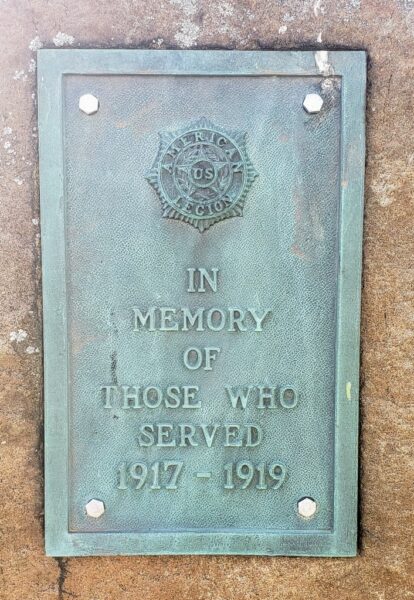 AMERICAN
US
LEGION
IN
MEMORY
OF
THOSE WHO
SERVED
1917 - 1919